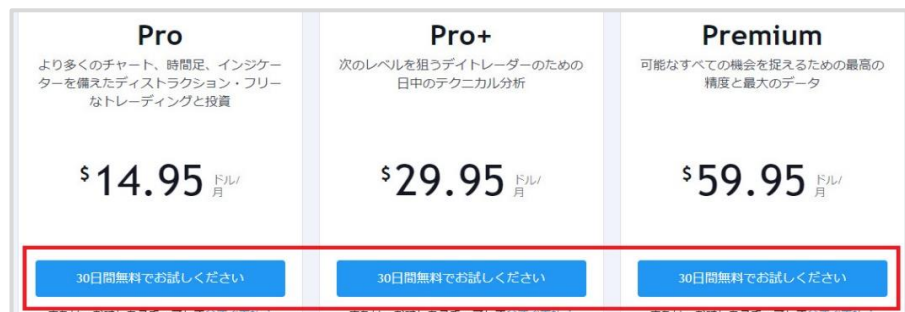 Pro
より多くのチャート、時間足、インジケー
ターを備えたディストラクション・フリー
なトレーディングと投資
$14.95 ドル/
月
30日間無料でお試しください
Pro+
次のレベルを狙うデイトレーダーのための
日中のテクニカル分析
$29.95 ドル/
月
30日間無料でお試しください
Premium
可能なすべての機会を捉えるための最高の
精度と最大のデータ
$59.95 ドル/
月
30日間無料でお試しください